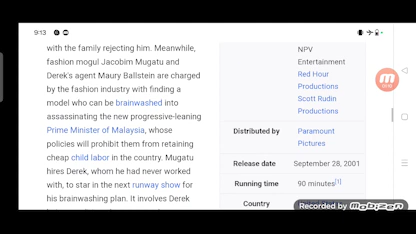 9:13
with the family rejecting him. Meanwhile,
fashion mogul Jacobim Mugatu and
Derek's agent Maury Ballstein are charged
by the fashion industry with finding a
model who can be brainwashed into
assassinating the new progressive-leaning
Prime Minister of Malaysia, whose
policies will prohibit them from retaining
cheap child labor in the country. Mugatu
hires Derek, whom he had never worked
with, to star in the next runway show for
his brainwashing plan. It involves Derek
NPV
Entertainment
Red Hour
Productions
Scott Rudin
Productions
Distributed by Paramount
Pictures
Release date September 28, 2001
Running time 90 minutes[1]
Country
Recorded by Mobizen